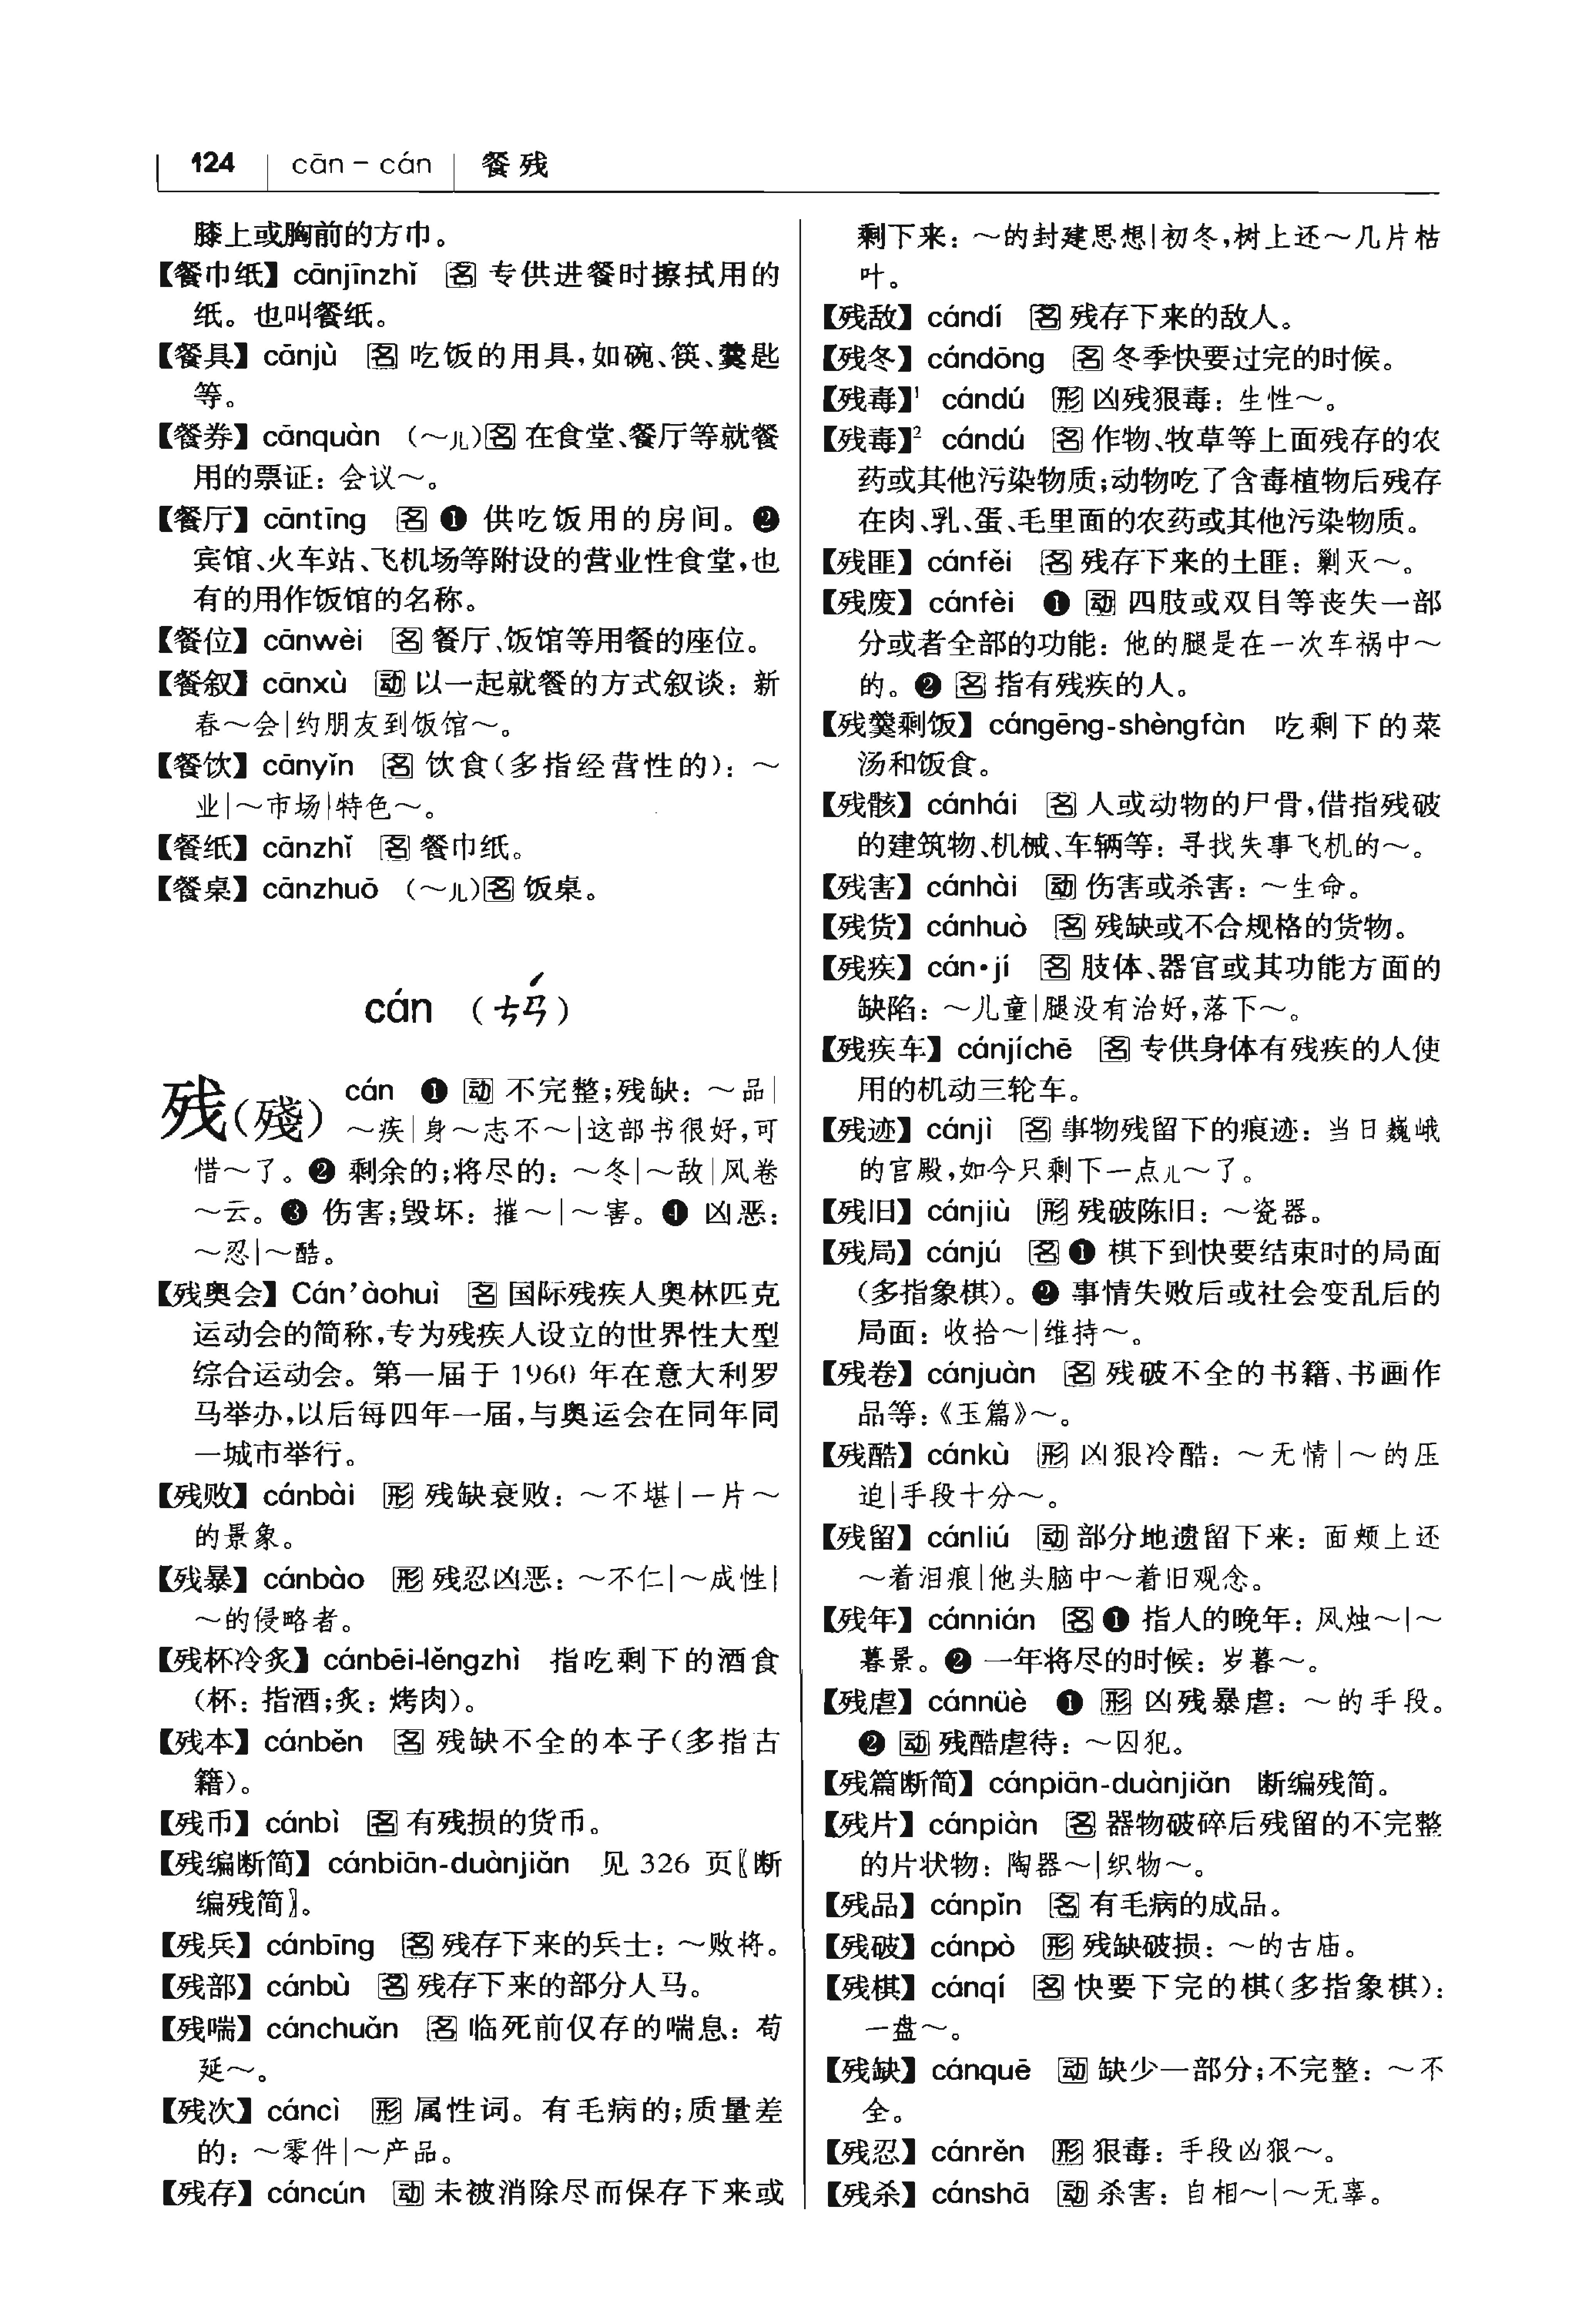 124 cān – cán 餐 残
膝上或胸前的方巾。
【餐巾纸】 cānjīnzhǐ 名 专供进餐时擦拭用的
纸。也叫餐纸。
【餐具】 cānjù 名 吃饭的用具，如碗、筷、羹匙
等。
【餐券】 cānquàn （～儿）名 在食堂、餐厅等就餐
用的票证：会议～。
【餐厅】 cāntīng 名 ❶ 供吃饭用的房间。❷
宾馆、火车站、飞机场等附设的营业性食堂，也
有的用作饭馆的名称。
【餐位】 cānwèi 名 餐厅、饭馆等用餐的座位。
【餐叙】 cānxù 动 以一起就餐的方式叙谈：新
春～会|约朋友到饭馆～。
【餐饮】 cānyǐn 名 饮食（多指经营性的）：～
业|～市场|特色～。
【餐纸】 cānzhǐ 名 餐巾纸。
【餐桌】 cānzhuō （～儿）名 饭桌。
cán （ㄘㄢˊ）
残（殘） cán ❶ 动 不完整；残缺：～品|
～疾|身～志不～|这部书很好，可
惜～了。❷ 剩余的；将尽的：～冬|～敌|风卷
～云。❸ 伤害；毁坏：摧～|～害。❹ 凶恶：
～忍|～酷。
【残奥会】 Cán’àohuì 名 国际残疾人奥林匹克
运动会的简称，专为残疾人设立的世界性大型
综合运动会。第一届于 1960 年在意大利罗
马举办，以后每四年一届，与奥运会在同年同
一城市举行。
【残败】 cánbài 形 残缺衰败：～不堪|一片～
的景象。
【残暴】 cánbào 形 残忍凶恶：～不仁|～成性|
～的侵略者。
【残杯冷炙】 cánbēi-lěngzhì 指吃剩下的酒食
（杯：指酒；炙：烤肉）。
【残本】 cánběn 名 残缺不全的本子（多指古
籍）。
【残币】 cánbì 名 有残损的货币。
【残编断简】 cánbiān-duànjiǎn 见 326 页〖断
编残简〗。
【残兵】 cánbīng 名 残存下来的兵士：～败将。
【残部】 cánbù 名 残存下来的部分人马。
【残喘】 cánchuǎn 名 临死前仅存的喘息：苟
延～。
【残次】 cáncì 形 属性词。有毛病的；质量差
的：～零件|～产品。
【残存】 cáncún 动 未被消除尽而保存下来或
剩下来：～的封建思想|初冬，树上还～几片枯
叶。
【残敌】 cándí 名 残存下来的敌人。
【残冬】 cándōng 名 冬季快要过完的时候。
【残毒】¹ cándú 形 凶残狠毒：生性～。
【残毒】² cándú 名 作物、牧草等上面残存的农
药或其他污染物质；动物吃了含毒植物后残存
在肉、乳、蛋、毛里面的农药或其他污染物质。
【残匪】 cánfěi 名 残存下来的土匪：剿灭～。
【残废】 cánfèi ❶ 动 四肢或双目等丧失一部
分或者全部的功能：他的腿是在一次车祸中～
的。❷ 名 指有残疾的人。
【残羹剩饭】 cángēng-shèngfàn 吃剩下的菜
汤和饭食。
【残骸】 cánhái 名 人或动物的尸骨，借指残破
的建筑物、机械、车辆等：寻找失事飞机的～。
【残害】 cánhài 动 伤害或杀害：～生命。
【残货】 cánhuò 名 残缺或不合规格的货物。
【残疾】 cán•jí 名 肢体、器官或其功能方面的
缺陷：～儿童|腿没有治好，落下～。
【残疾车】 cánjíchē 名 专供身体有残疾的人使
用的机动三轮车。
【残迹】 cánjì 名 事物残留下的痕迹：当日巍峨
的宫殿，如今只剩下一点儿～了。
【残旧】 cánjiù 形 残破陈旧：～瓷器。
【残局】 cánjú 名 ❶ 棋下到快要结束时的局面
（多指象棋）。❷ 事情失败后或社会变乱后的
局面：收拾～|维持～。
【残卷】 cánjuàn 名 残破不全的书籍、书画作
品等：《玉篇》～。
【残酷】 cánkù 形 凶狠冷酷：～无情|～的压
迫|手段十分～。
【残留】 cánliú 动 部分地遗留下来：面颊上还
～着泪痕|他头脑中～着旧观念。
【残年】 cánnián 名 ❶ 指人的晚年：风烛～|～
暮景。❷ 一年将尽的时候：岁暮～。
【残虐】 cánnüè ❶ 形 凶残暴虐：～的手段。
❷ 动 残酷虐待：～囚犯。
【残篇断简】 cánpiān-duànjiǎn 断编残简。
【残片】 cánpiàn 名 器物破碎后残留的不完整
的片状物：陶器～|织物～。
【残品】 cánpǐn 名 有毛病的成品。
【残破】 cánpò 形 残缺破损：～的古庙。
【残棋】 cánqí 名 快要下完的棋（多指象棋）：
一盘～。
【残缺】 cánquē 动 缺少一部分；不完整：～不
全。
【残忍】 cánrěn 形 狠毒：手段凶狠～。
【残杀】 cánshā 动 杀害：自相～|～无辜。